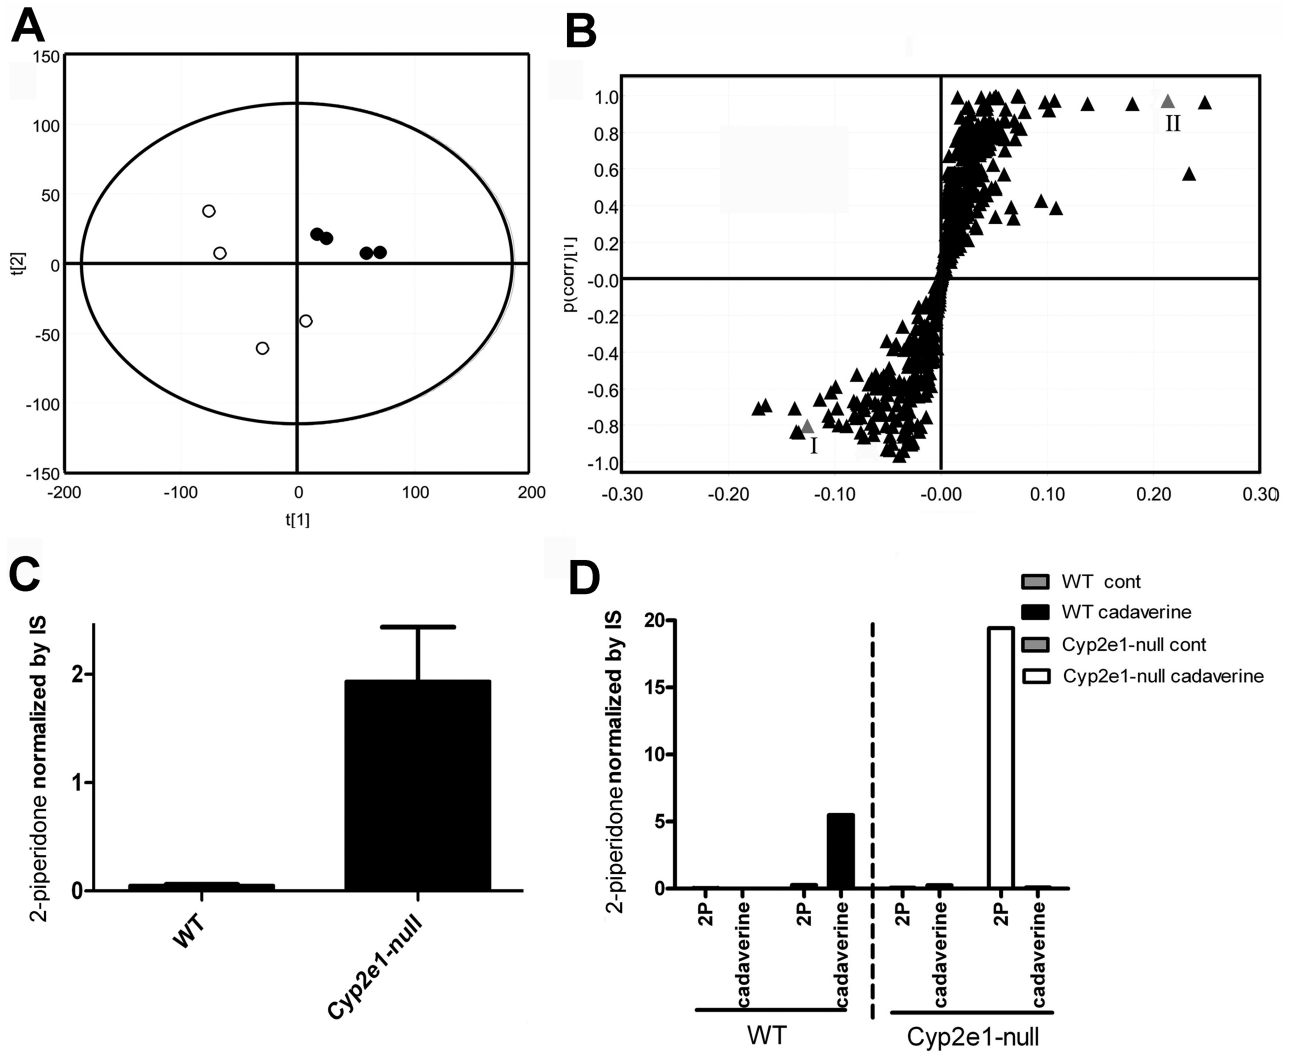 A
150
100
50
0
-50
-100
-150
-200
-100
0
100
200
t[1]
t[2]
B
1.0
0.8
0.6
0.4
0.2
-0.0
-0.2
-0.4
-0.6
-0.8
-1.0
-0.30
-0.20
-0.10
-0.00
0.10
0.20
0.30
p(corr)[1]
II
I
C
2-piperidone normalized by IS
2
1
0
WT
Cyp2e1-null
D
WT cont
WT cadaverine
Cyp2e1-null cont
Cyp2e1-null cadaverine
2-piperidone normalized by IS
20
15
10
5
0
2P
cadaverine
2P
cadaverine
2P
cadaverine
2P
cadaverine
WT
Cyp2e1-null